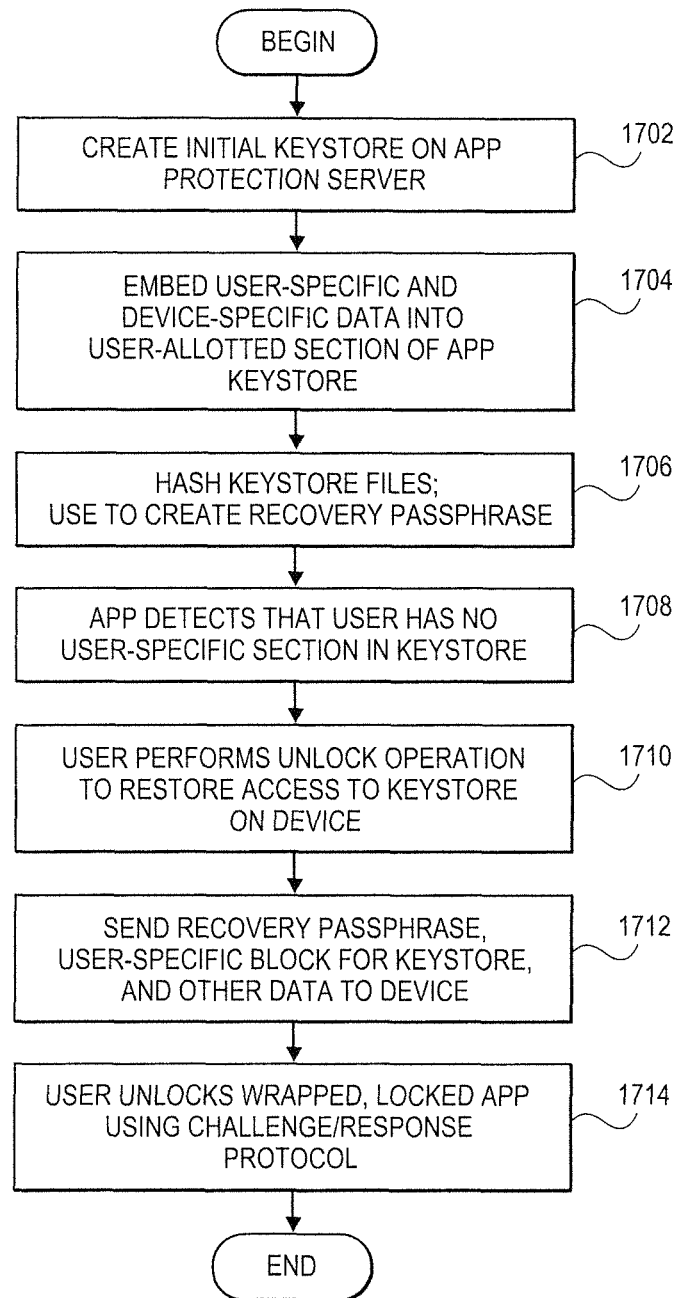 BEGIN
CREATE INITIAL KEYSTORE ON APP
PROTECTION SERVER
1702
EMBED USER-SPECIFIC AND
DEVICE-SPECIFIC DATA INTO
USER-ALLOTTED SECTION OF APP
KEYSTORE
1704
HASH KEYSTORE FILES;
USE TO CREATE RECOVERY PASSPHRASE
1706
APP DETECTS THAT USER HAS NO
USER-SPECIFIC SECTION IN KEYSTORE
1708
USER PERFORMS UNLOCK OPERATION
TO RESTORE ACCESS TO KEYSTORE
ON DEVICE
1710
SEND RECOVERY PASSPHRASE,
USER-SPECIFIC BLOCK FOR KEYSTORE,
AND OTHER DATA TO DEVICE
1712
USER UNLOCKS WRAPPED, LOCKED APP
USING CHALLENGE/RESPONSE
PROTOCOL
1714
END